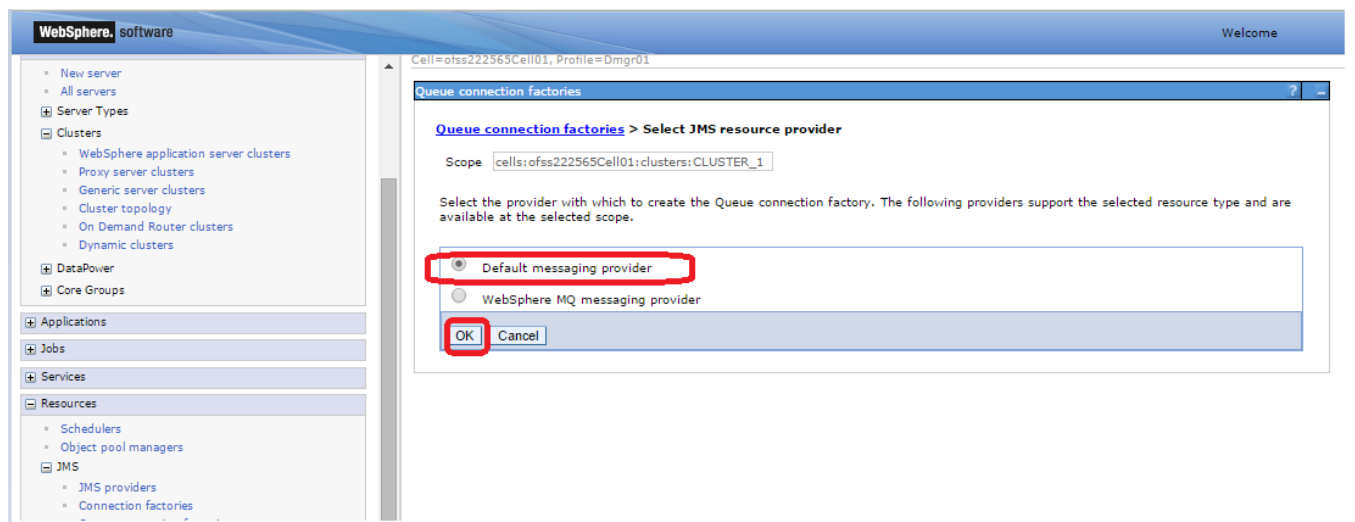 WebSphere. software
Welcome
New server
All servers
Server Types
Clusters
WebSphere application server clusters
Proxy server clusters
Generic server clusters
Cluster topology
On Demand Router clusters
Dynamic clusters
DataPower
Core Groups
Applications
Jobs
Services
Resources
Schedulers
Object pool managers
JMS
JMS providers
Connection factories
Cell=ofss222565Cell01, Profile=Dmgr01
Queue connection factories
? -
Queue connection factories > Select JMS resource provider
Scope cells:ofss222565Cell01:clusters:CLUSTER_1
Select the provider with which to create the Queue connection factory. The following providers support the selected resource type and are
available at the selected scope.
Default messaging provider
WebSphere MQ messaging provider
OK Cancel